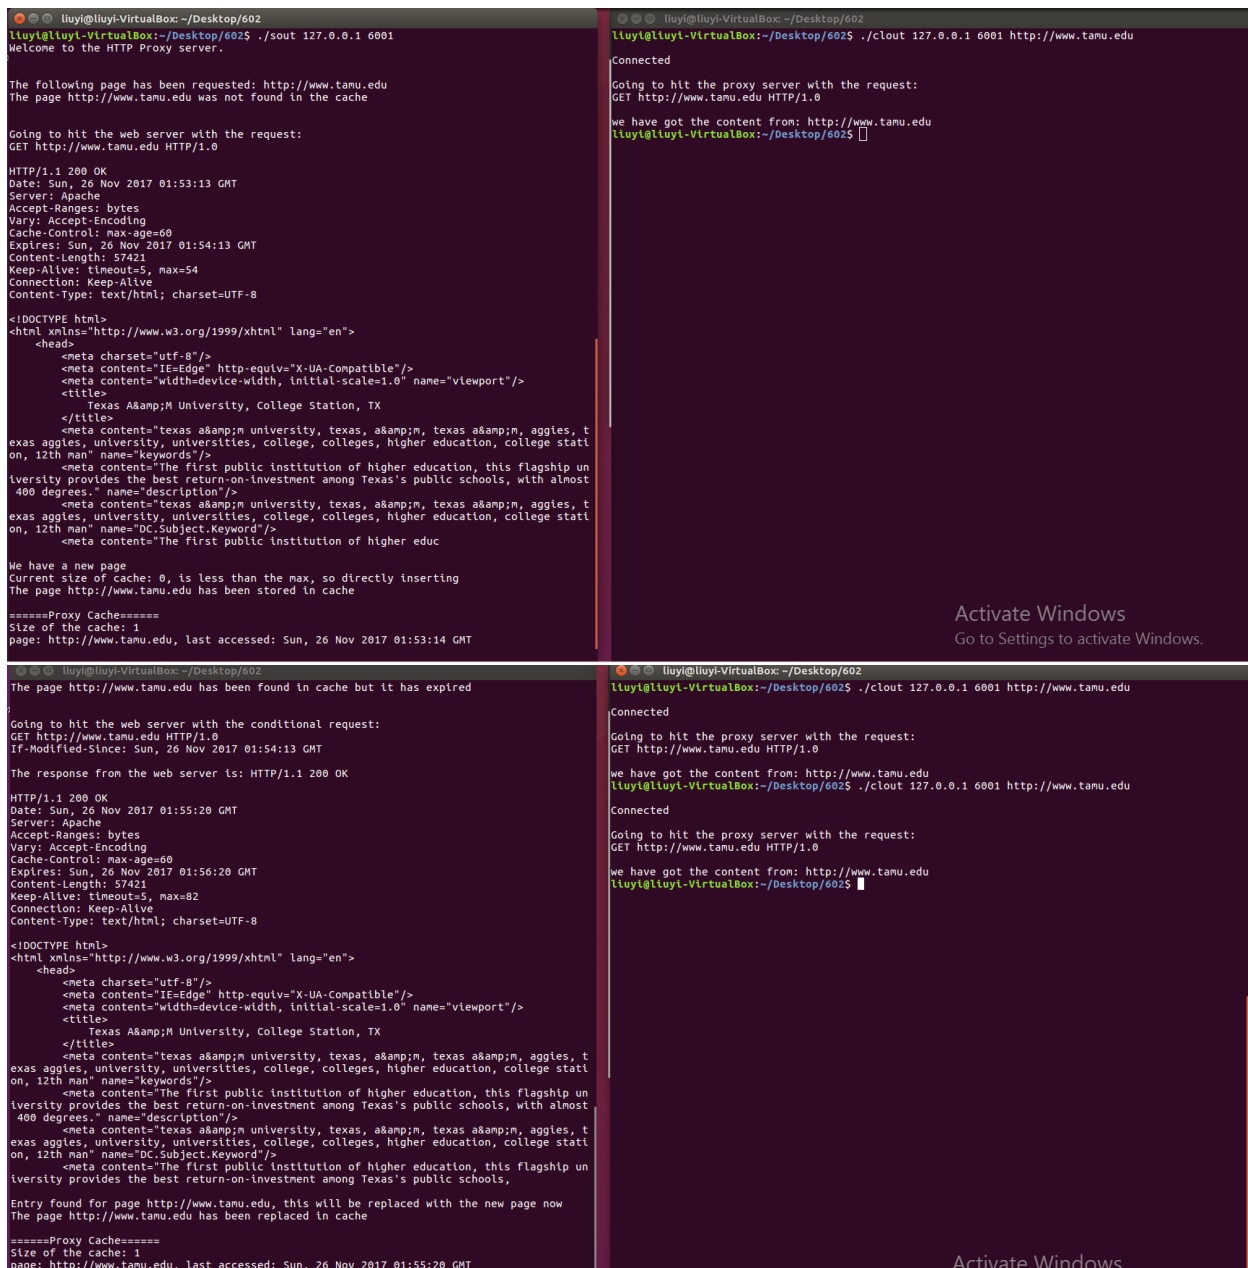 liuyi@liuyi-VirtualBox: ~/Desktop/602
liuyi@liuyi-VirtualBox:~/Desktop/602$ ./sout 127.0.0.1 6001
Welcome to the HTTP Proxy server.
The following page has been requested: http://www.tamu.edu
The page http://www.tamu.edu was not found in the cache
Going to hit the web server with the request:
GET http://www.tamu.edu HTTP/1.0
HTTP/1.1 200 OK
Date: Sun, 26 Nov 2017 01:53:13 GMT
Server: Apache
Accept-Ranges: bytes
Vary: Accept-Encoding
Cache-Control: max-age=60
Expires: Sun, 26 Nov 2017 01:54:13 GMT
Content-Length: 57421
Keep-Alive: timeout=5, max=54
Connection: Keep-Alive
Content-Type: text/html; charset=UTF-8
<!DOCTYPE html>
<html xmlns="http://www.w3.org/1999/xhtml" lang="en">
<head>
<meta charset="utf-8"/>
<meta content="IE=Edge" http-equiv="X-UA-Compatible"/>
<meta content="width=device-width, initial-scale=1.0" name="viewport"/>
<title>
Texas A&amp;M University, College Station, TX
</title>
<meta content="texas a&amp;m university, texas, a&amp;m, texas a&amp;m, aggies, t
exas aggies, university, universities, college, colleges, higher education, college stati
on, 12th man" name="keywords"/>
<meta content="The first public institution of higher education, this flagship un
iversity provides the best return-on-investment among Texas's public schools, with almost
400 degrees." name="description"/>
<meta content="texas a&amp;m university, texas, a&amp;m, texas a&amp;m, aggies, t
exas aggies, university, universities, college, colleges, higher education, college stati
on, 12th man" name="DC.Subject.Keyword"/>
<meta content="The first public institution of higher educ
We have a new page
Current size of cache: 0, is less than the max, so directly inserting
The page http://www.tamu.edu has been stored in cache
======Proxy Cache======
Size of the cache: 1
page: http://www.tamu.edu, last accessed: Sun, 26 Nov 2017 01:53:14 GMT
liuyi@liuyi-VirtualBox: ~/Desktop/602
liuyi@liuyi-VirtualBox:~/Desktop/602$ ./clout 127.0.0.1 6001 http://www.tamu.edu
Connected
Going to hit the proxy server with the request:
GET http://www.tamu.edu HTTP/1.0
we have got the content from: http://www.tamu.edu
liuyi@liuyi-VirtualBox:~/Desktop/602$
Activate Windows
Go to Settings to activate Windows.
liuyi@liuyi-VirtualBox: ~/Desktop/602
The page http://www.tamu.edu has been found in cache but it has expired
Going to hit the web server with the conditional request:
GET http://www.tamu.edu HTTP/1.0
If-Modified-Since: Sun, 26 Nov 2017 01:54:13 GMT
The response from the web server is: HTTP/1.1 200 OK
HTTP/1.1 200 OK
Date: Sun, 26 Nov 2017 01:55:20 GMT
Server: Apache
Accept-Ranges: bytes
Vary: Accept-Encoding
Cache-Control: max-age=60
Expires: Sun, 26 Nov 2017 01:56:20 GMT
Content-Length: 57421
Keep-Alive: timeout=5, max=82
Connection: Keep-Alive
Content-Type: text/html; charset=UTF-8
<!DOCTYPE html>
<html xmlns="http://www.w3.org/1999/xhtml" lang="en">
<head>
<meta charset="utf-8"/>
<meta content="IE=Edge" http-equiv="X-UA-Compatible"/>
<meta content="width=device-width, initial-scale=1.0" name="viewport"/>
<title>
Texas A&amp;M University, College Station, TX
</title>
<meta content="texas a&amp;m university, texas, a&amp;m, texas a&amp;m, aggies, t
exas aggies, university, universities, college, colleges, higher education, college stati
on, 12th man" name="keywords"/>
<meta content="The first public institution of higher education, this flagship un
iversity provides the best return-on-investment among Texas's public schools, with almost
400 degrees." name="description"/>
<meta content="texas a&amp;m university, texas, a&amp;m, texas a&amp;m, aggies, t
exas aggies, university, universities, college, colleges, higher education, college stati
on, 12th man" name="DC.Subject.Keyword"/>
<meta content="The first public institution of higher education, this flagship un
iversity provides the best return-on-investment among Texas's public schools,
Entry found for page http://www.tamu.edu, this will be replaced with the new page now
The page http://www.tamu.edu has been replaced in cache
======Proxy Cache======
Size of the cache: 1
page: http://www.tamu.edu, last accessed: Sun, 26 Nov 2017 01:55:20 GMT
liuyi@liuyi-VirtualBox: ~/Desktop/602
liuyi@liuyi-VirtualBox:~/Desktop/602$ ./clout 127.0.0.1 6001 http://www.tamu.edu
Connected
Going to hit the proxy server with the request:
GET http://www.tamu.edu HTTP/1.0
we have got the content from: http://www.tamu.edu
liuyi@liuyi-VirtualBox:~/Desktop/602$ ./clout 127.0.0.1 6001 http://www.tamu.edu
Connected
Going to hit the proxy server with the request:
GET http://www.tamu.edu HTTP/1.0
we have got the content from: http://www.tamu.edu
liuyi@liuyi-VirtualBox:~/Desktop/602$
Activate Windows